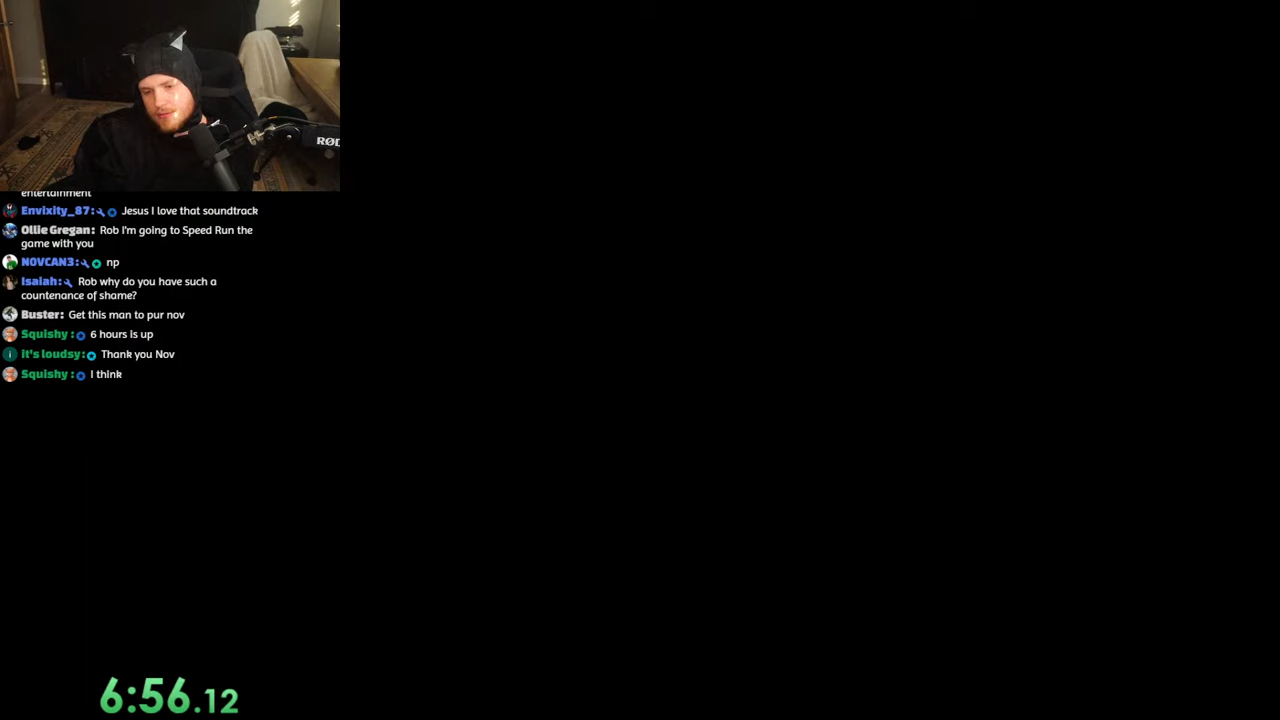 RØD
entertainment
Envixity_87: Jesus I love that soundtrack
Ollie Gregan: Rob I'm going to Speed Run the
game with you
N0VCAN3: np
Isaiah: Rob why do you have such a
countenance of shame?
Buster: Get this man to pur nov
Squishy : 6 hours is up
it's loudsy: Thank you Nov
Squishy : I think
6:56.12